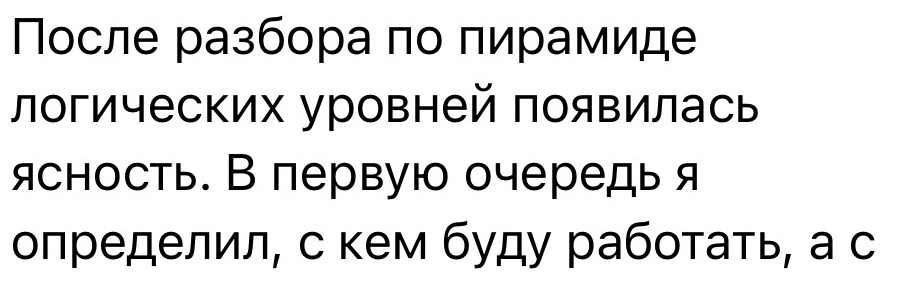 После разбора по пирамиде
логических уровней появилась
ясность. В первую очередь я
определил, с кем буду работать, а с